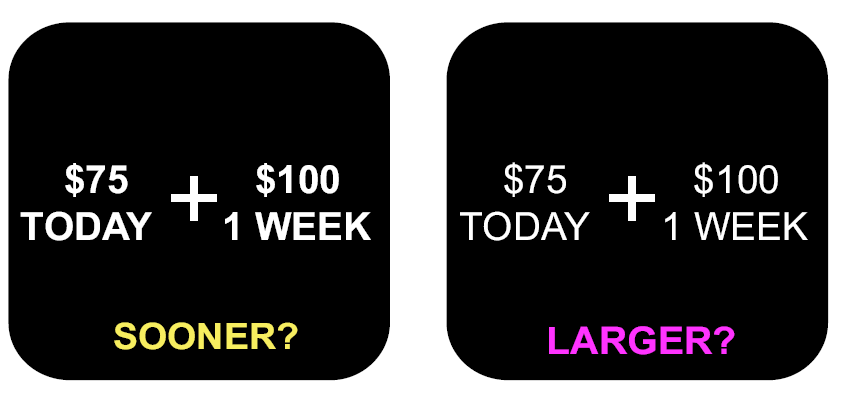 $75 + $100
TODAY 1 WEEK
SOONER?
$75 + $100
TODAY 1 WEEK
LARGER?